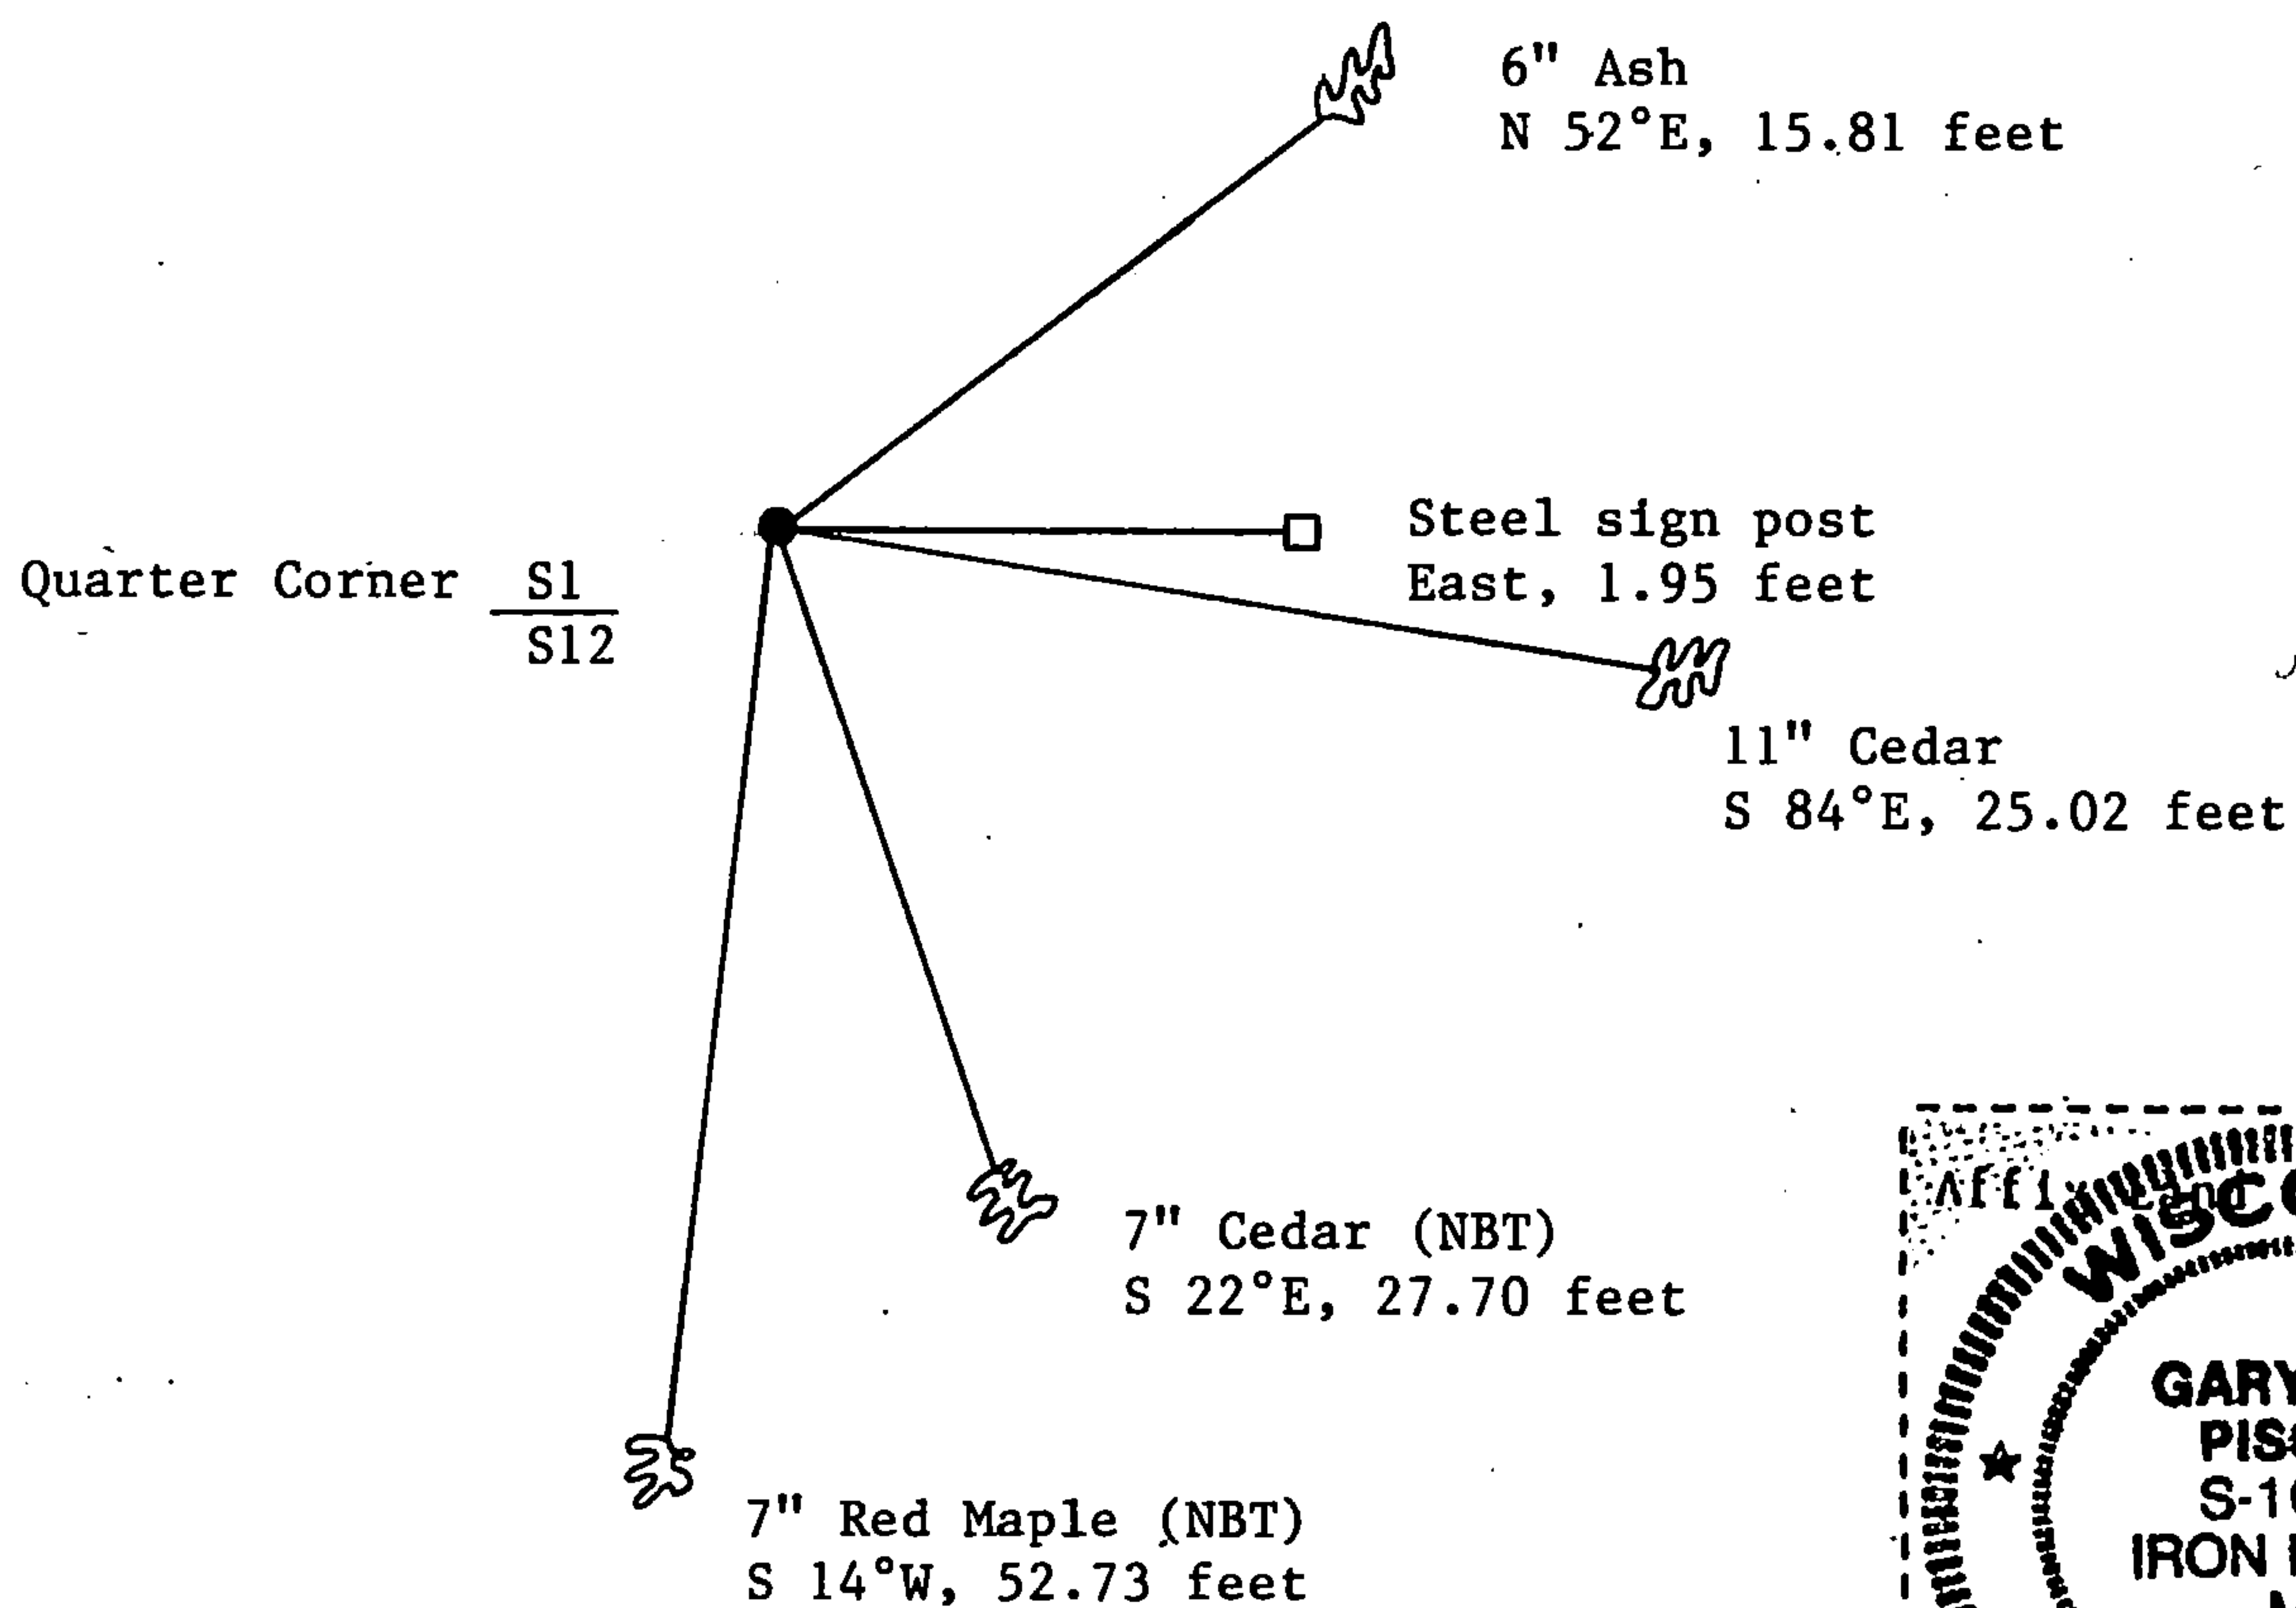 6" Ash
N 52°E, 15.81 feet
Steel sign post
East, 1.95 feet
Quarter Corner S1
S12
11" Cedar
S 84°E, 25.02 feet
7" Cedar (NBT)
S 22°E, 27.70 feet
7" Red Maple (NBT)
S 14°W, 52.73 feet
GARY
IRON